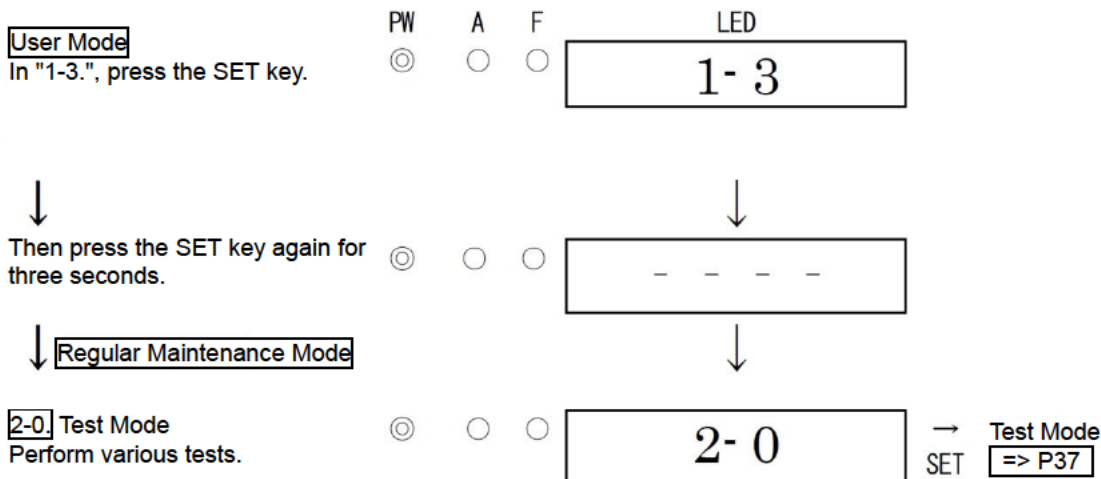 PW A F LED
User Mode
In "1-3.", press the SET key.
1- 3
Then press the SET key again for
three seconds.
- - - -
Regular Maintenance Mode
2-0. Test Mode
Perform various tests.
2- 0
→ Test Mode
SET => P37